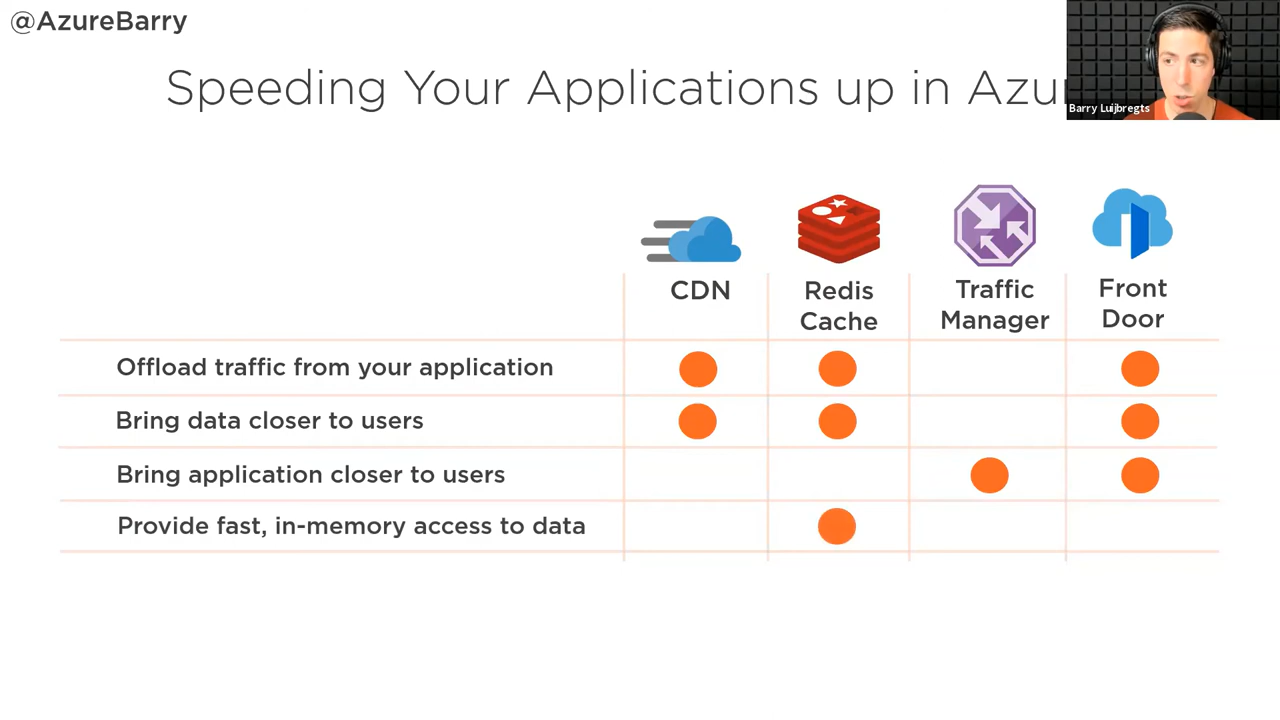 @AzureBarry
Speeding Your Applications up in Azu
Barry Luijbregts
CDN
Redis
Cache
Traffic
Manager
Front
Door
Offload traffic from your application
Bring data closer to users
Bring application closer to users
Provide fast, in-memory access to data